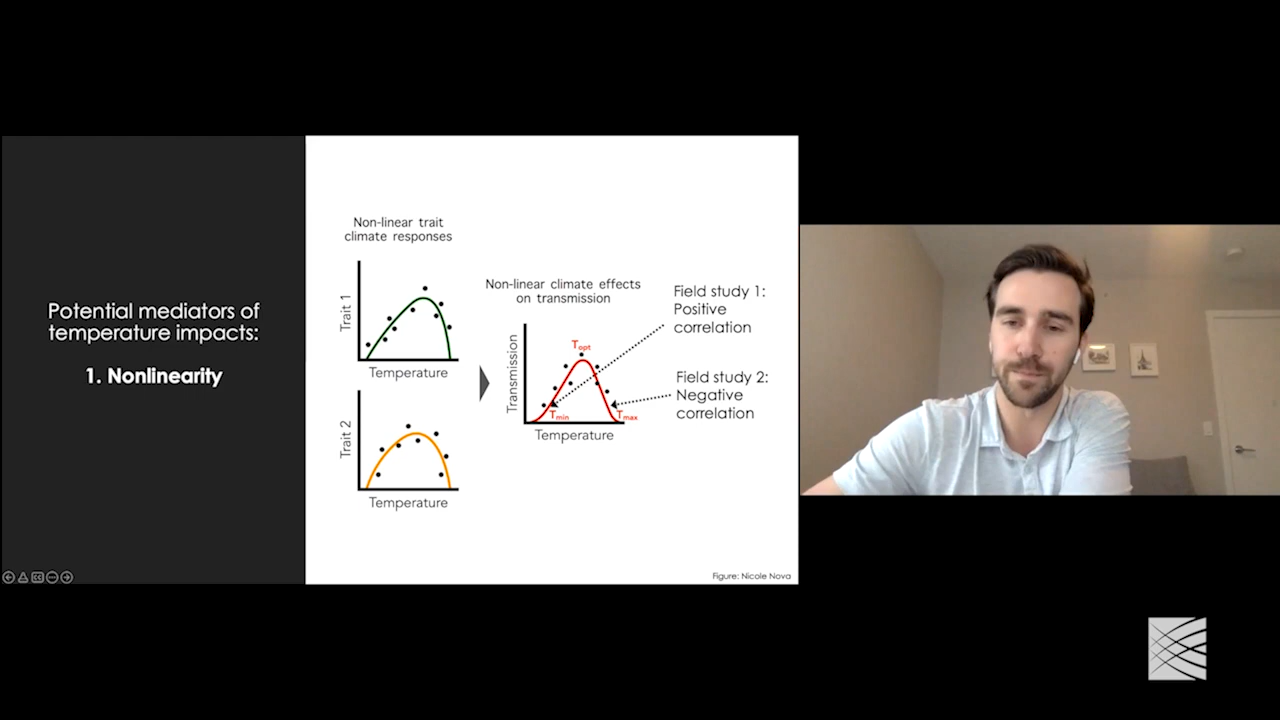 Potential mediators of
temperature impacts:
1. Nonlinearity
Non-linear trait
climate responses
Trait 1
Temperature
Trait 2
Temperature
Non-linear climate effects
on transmission
Transmission
Topt
Tmin
Tmax
Temperature
Field study 1:
Positive
correlation
Field study 2:
Negative
correlation
Figure: Nicole Nova